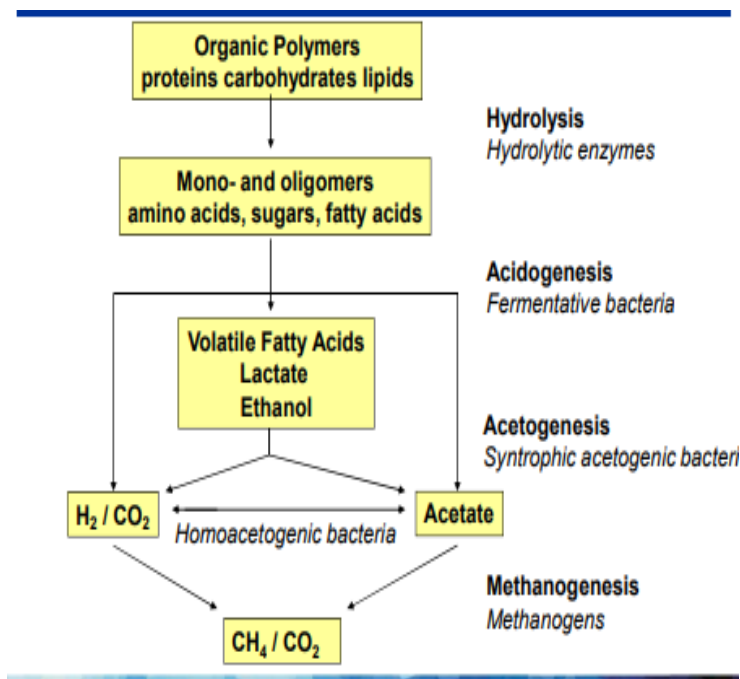 Organic Polymers
proteins carbohydrates lipids
Hydrolysis
Hydrolytic enzymes
Mono- and oligomers
amino acids, sugars, fatty acids
Acidogenesis
Fermentative bacteria
Volatile Fatty Acids
Lactate
Ethanol
Acetogenesis
Syntrophic acetogenic bacteri
H₂ / CO₂
Homoacetogenic bacteria
Acetate
Methanogenesis
Methanogens
CH₄ / CO₂